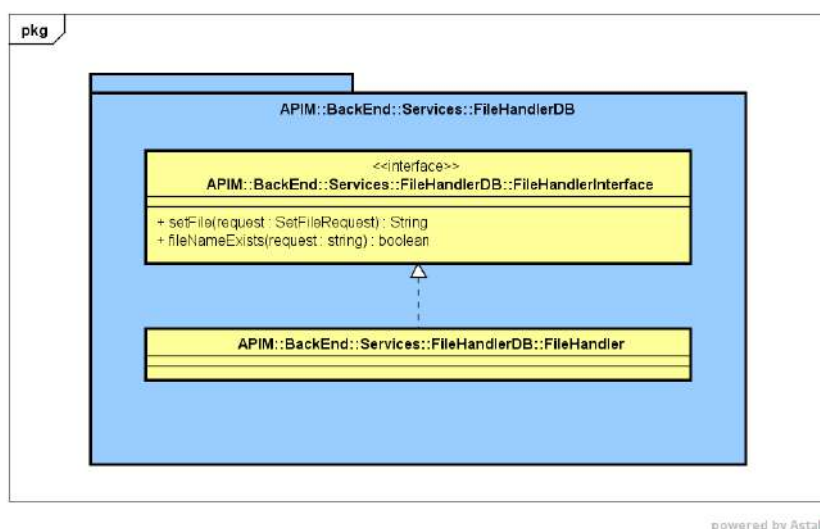 pkg
APIM::BackEnd::Services::FileHandlerDB
<<interface>>
APIM::BackEnd::Services::FileHandlerDB::FileHandlerInterface
+ setFile(request : SetFileRequest) : String
+ fileNameExists(request : string) : boolean
APIM::BackEnd::Services::FileHandlerDB::FileHandler
powered by Asta